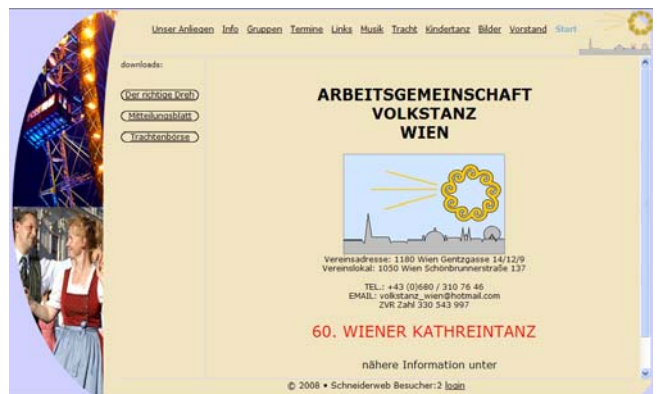 Unser Anliegen Info Gruppen Termine Links Musik Tracht Kindertanz Bilder Vorstand Start
downloads:
Der richtige Dreh
Mitteilungsblatt
Trachtenbörse
ARBEITSGEMEINSCHAFT
VOLKSTANZ
WIEN
Vereinsadresse: 1180 Wien Gentzgasse 14/12/9
Vereinslokal: 1050 Wien Schönbrunnerstraße 137
TEL.: +43 (0)680 / 310 76 46
EMAIL: volkstanz_wien@hotmail.com
ZVR Zahl 330 543 997
60. WIENER KATHREINTANZ
nähere Information unter
© 2008 • Schneiderweb Besucher:2 login